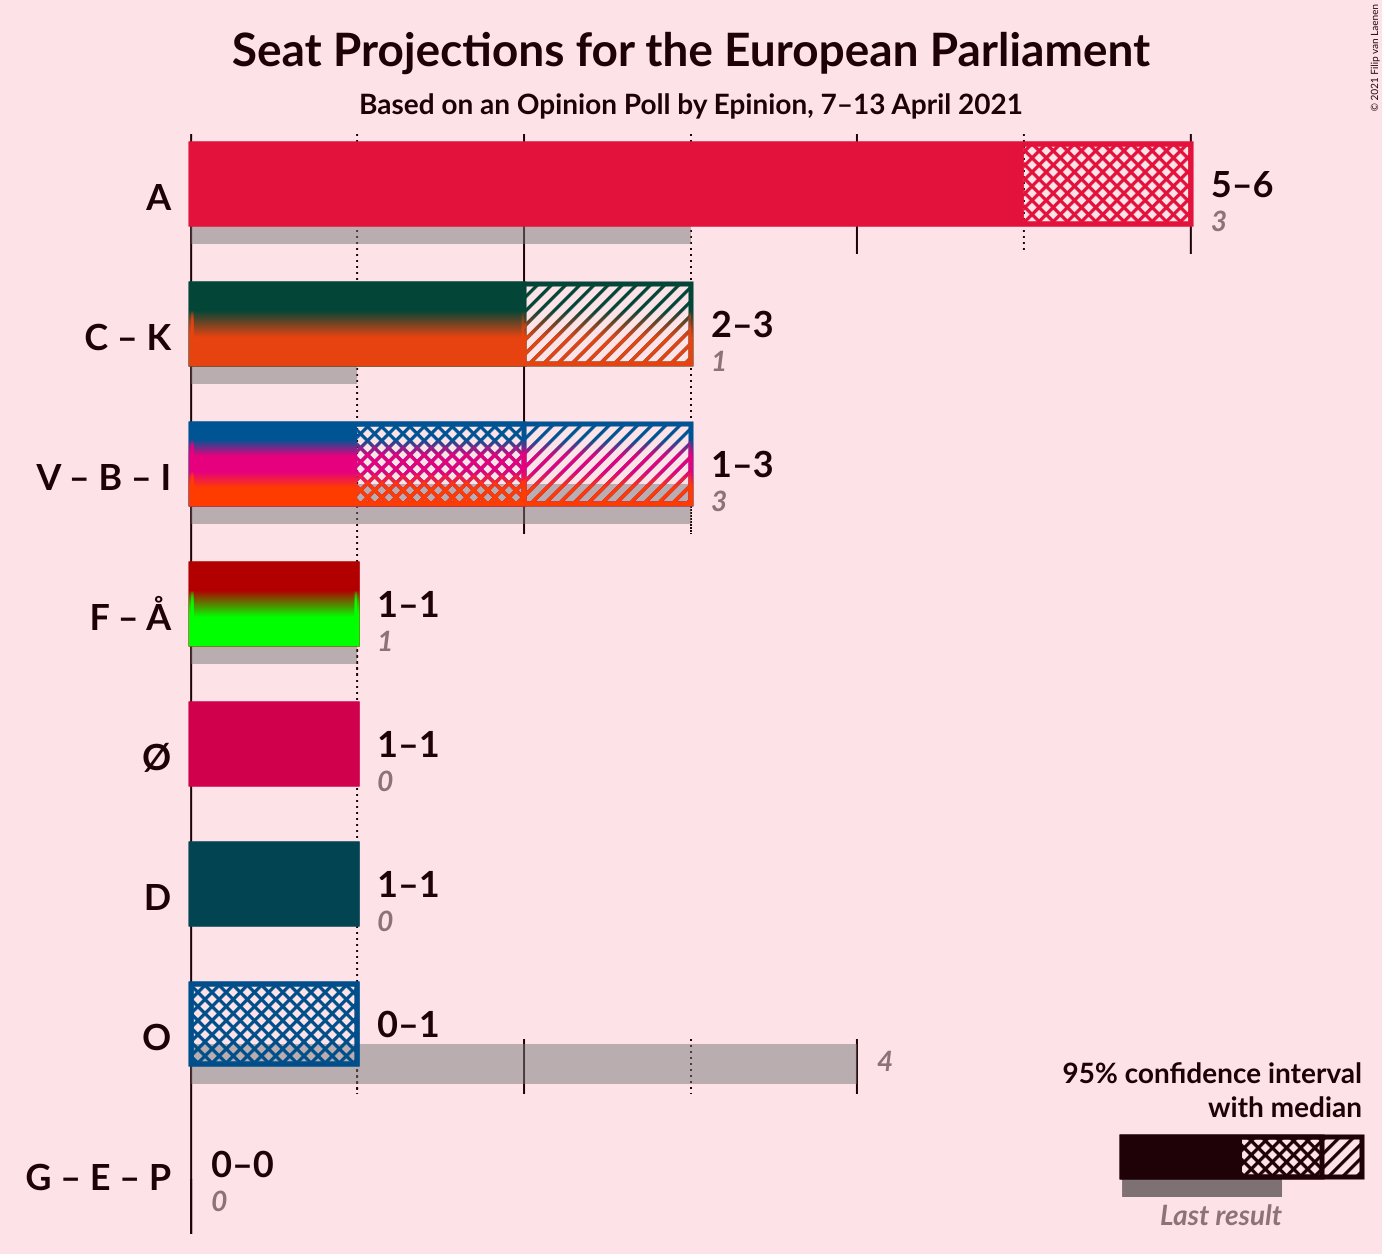 Seat Projections for the European Parliament
Based on an Opinion Poll by Epinion, 7–13 April 2021
© 2021 Filip van Laenen
A
5–6
3
C – K
2–3
1
V – B – I
1–3
3
F – Å
1–1
1
Ø
1–1
0
D
1–1
0
O
0–1
4
G – E – P
0–0
0
95% confidence interval
with median
Last result